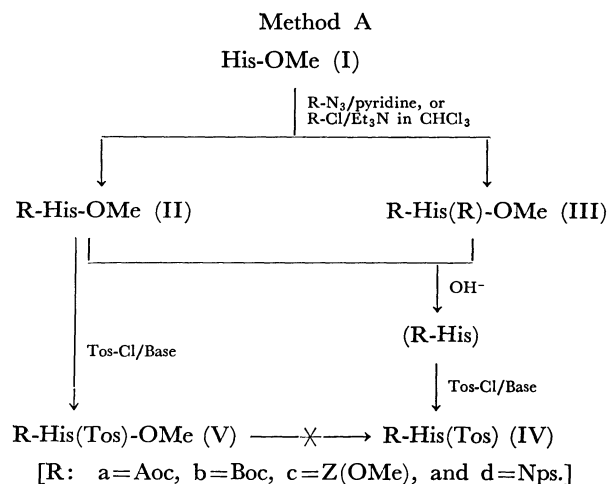 Method A
His-OMe (I)
R-N₃/pyridine, or
R-Cl/Et₃N in CHCl₃
R-His-OMe (II) R-His(R)-OMe (III)
OH⁻
(R-His)
Tos-Cl/Base Tos-Cl/Base
R-His(Tos)-OMe (V) R-His(Tos) (IV)
[R: a=Aoc, b=Boc, c=Z(OMe), and d=Nps.]